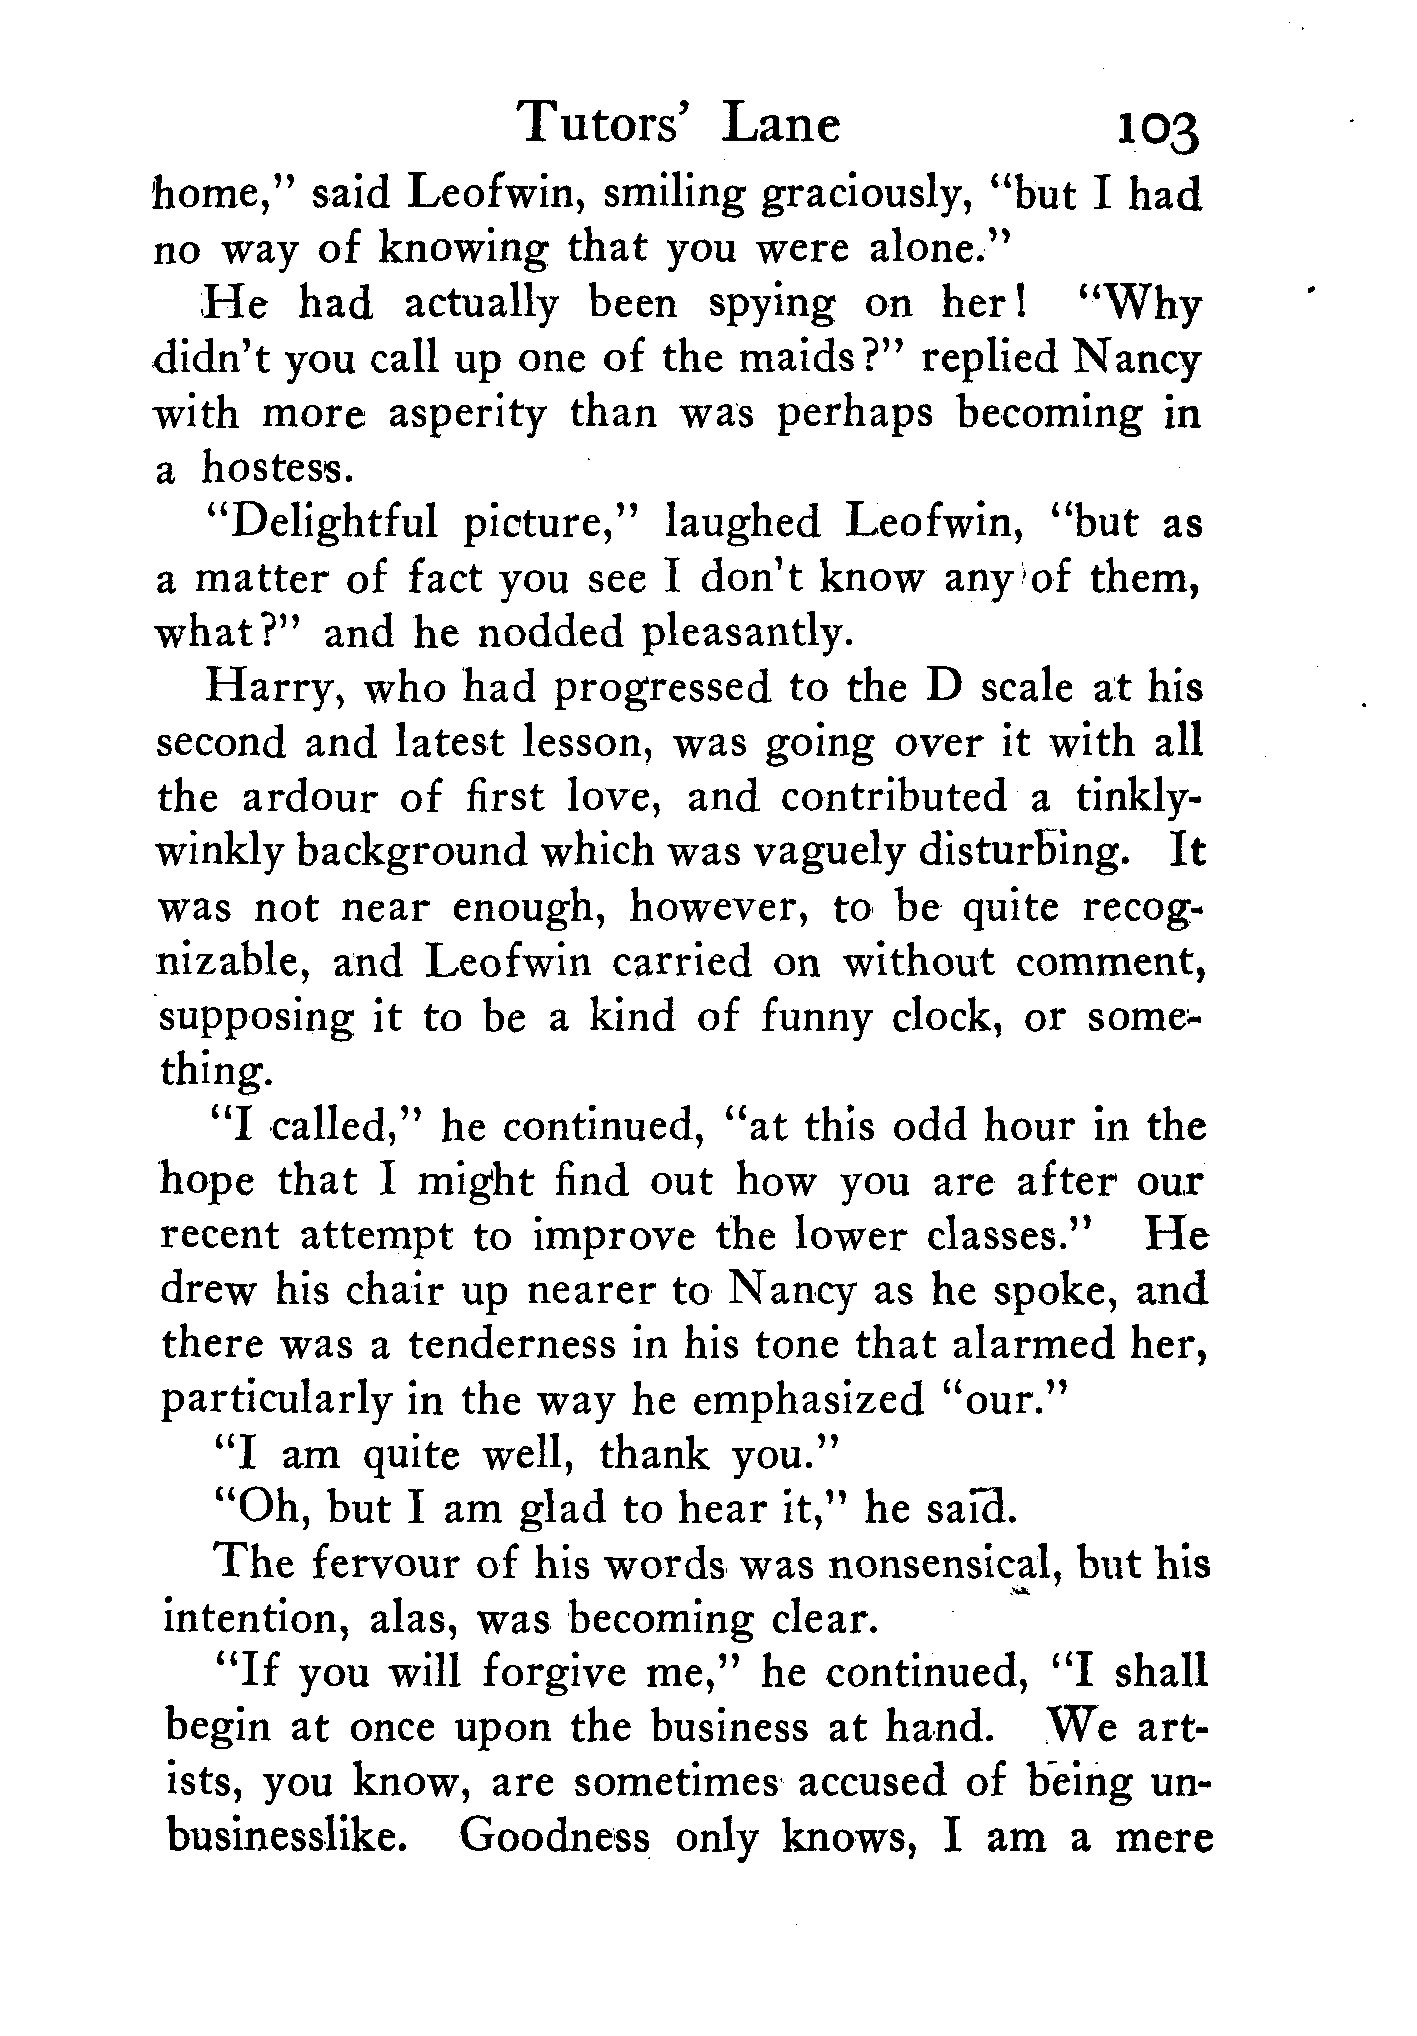 Tutors' Lane 103
home," said Leofwin, smiling graciously, "but I had
no way of knowing that you were alone."
He had actually been spying on her! "Why
didn't you call up one of the maids?" replied Nancy
with more asperity than was perhaps becoming in
a hostess.
"Delightful picture," laughed Leofwin, "but as
a matter of fact you see I don't know any of them,
what?" and he nodded pleasantly.
Harry, who had progressed to the D scale at his
second and latest lesson, was going over it with all
the ardour of first love, and contributed a tinkly-
winkly background which was vaguely disturbing. It
was not near enough, however, to be quite recog-
nizable, and Leofwin carried on without comment,
supposing it to be a kind of funny clock, or some-
thing.
"I called," he continued, "at this odd hour in the
hope that I might find out how you are after our
recent attempt to improve the lower classes." He
drew his chair up nearer to Nancy as he spoke, and
there was a tenderness in his tone that alarmed her,
particularly in the way he emphasized "our."
"I am quite well, thank you."
"Oh, but I am glad to hear it," he said.
The fervour of his words was nonsensical, but his
intention, alas, was becoming clear.
"If you will forgive me," he continued, "I shall
begin at once upon the business at hand. We art-
ists, you know, are sometimes accused of being un-
businesslike. Goodness only knows, I am a mere